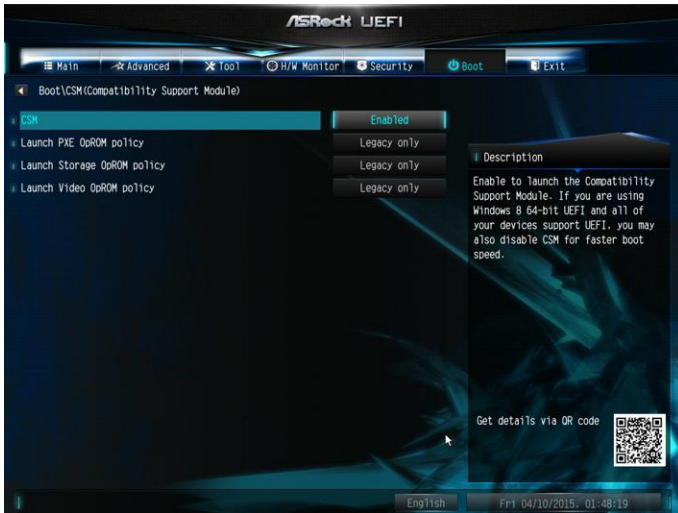 ASRock UEFI
Main Advanced Tool H/W Monitor Security Boot Exit
Boot\CSM(Compatibility Support Module)
CSM Enabled
Launch PXE OpROM policy Legacy only
Launch Storage OpROM policy Legacy only
Launch Video OpROM policy Legacy only
Description
Enable to launch the Compatibility
Support Module. If you are using
Windows 8 64-bit UEFI and all of
your devices support UEFI. you may
also disable CSM for faster boot
speed.
Get details via QR code
English Fri 04/10/2015. 01:48:19